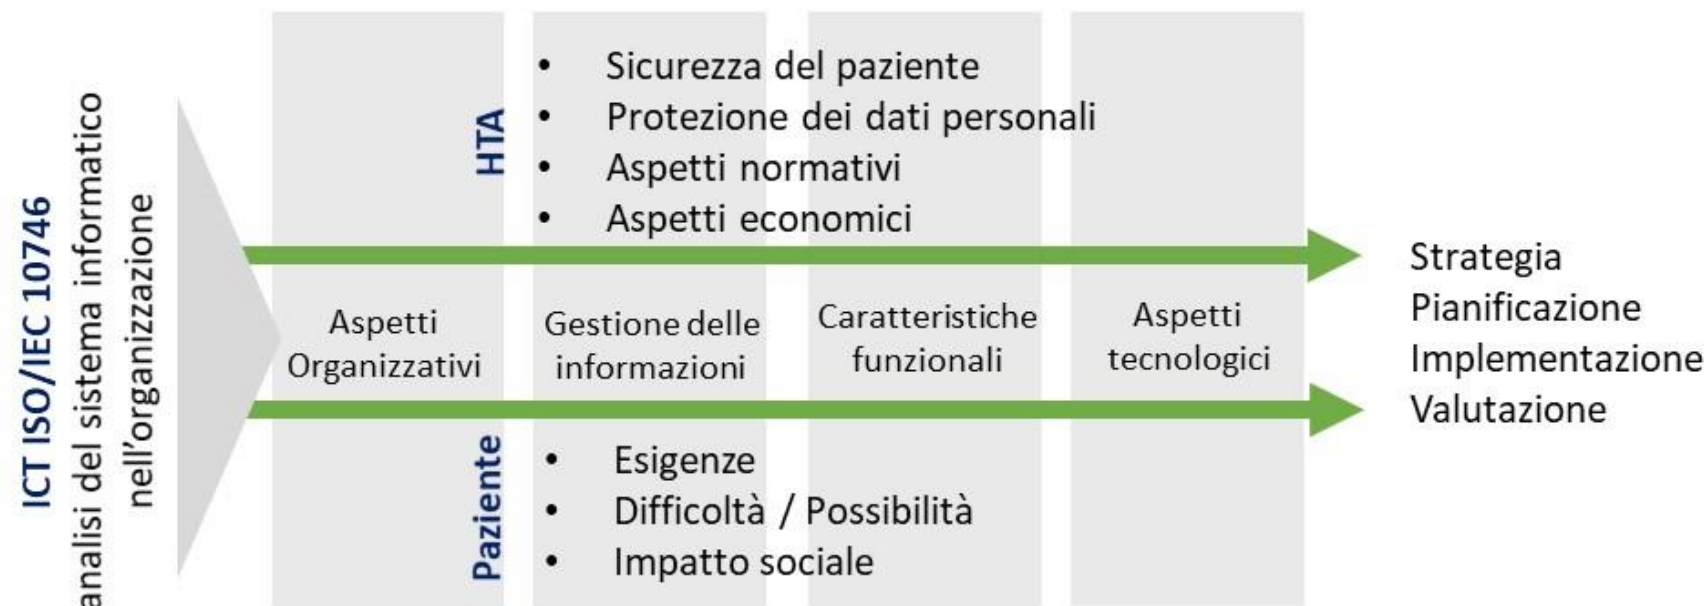 ICT ISO/IEC 10746
analisi del sistema informatico
nell'organizzazione
HTA
• Sicurezza del paziente
• Protezione dei dati personali
• Aspetti normativi
• Aspetti economici
Aspetti
Organizzativi
Gestione delle
informazioni
Caratteristiche
funzionali
Aspetti
tecnologici
Paziente
• Esigenze
• Difficoltà / Possibilità
• Impatto sociale
Strategia
Pianificazione
Implementazione
Valutazione